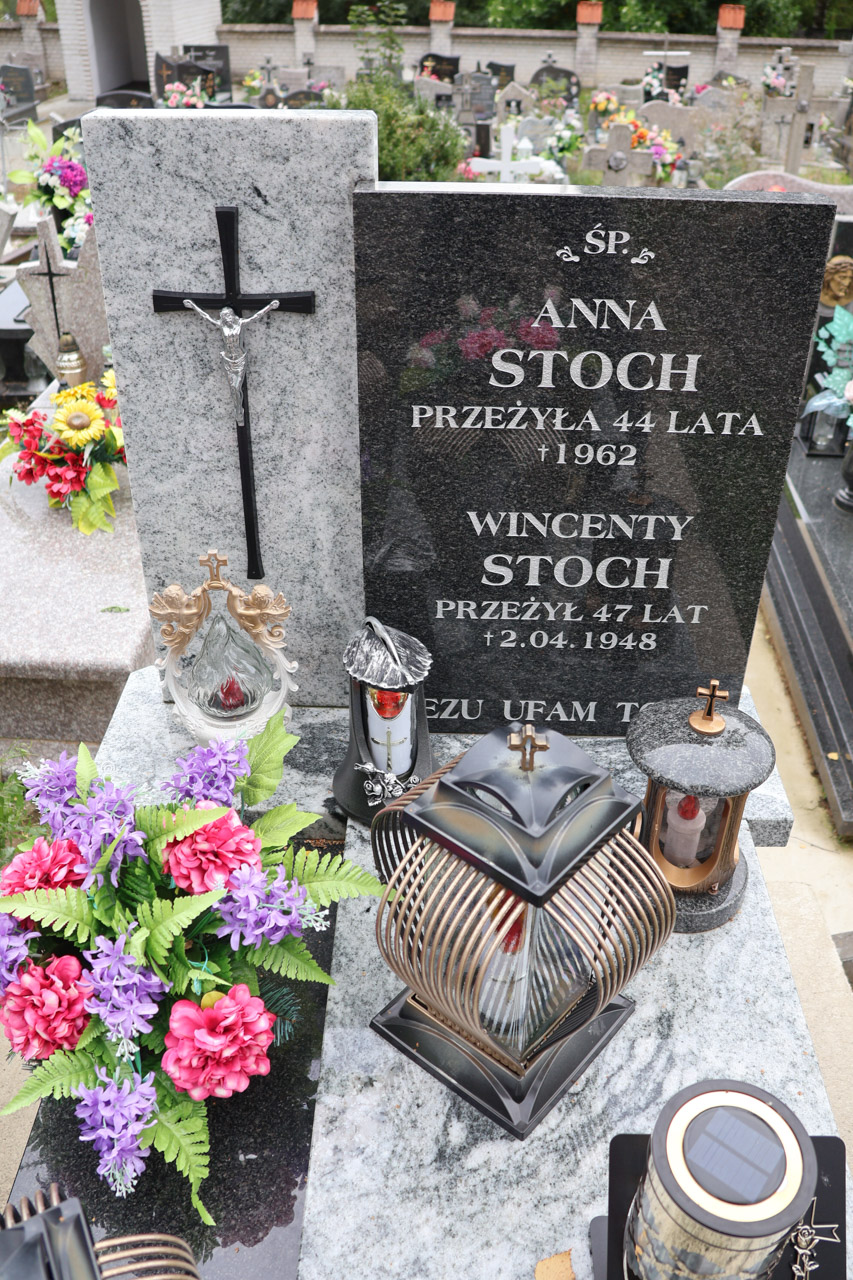 ŚP.
ANNA
STOCH
PRZEŻYŁA 44 LATA
†1962
WINCENTY
STOCH
PRZEŻYŁ 47 LAT
†2.04.1948
UFAM